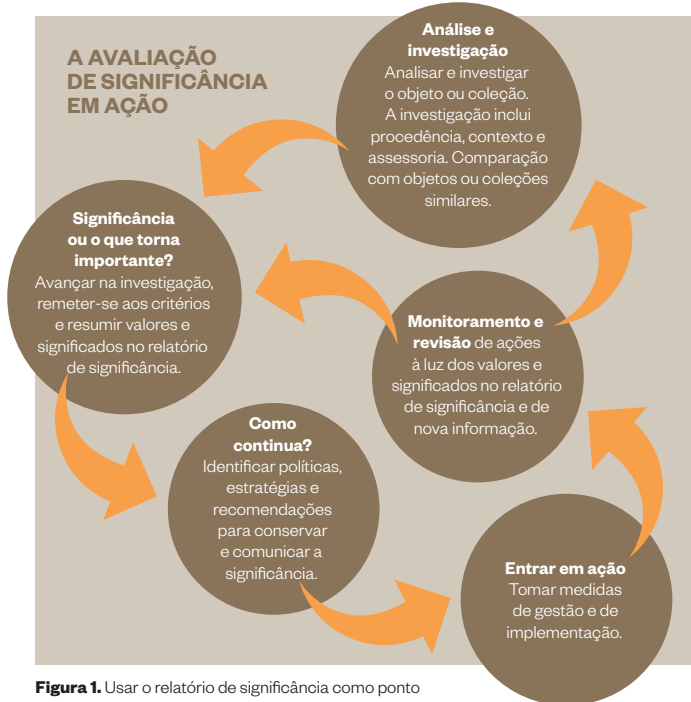 A AVALIAÇÃO
DE SIGNIFICÂNCIA
EM AÇÃO
Análise e
investigação
Analisar e investigar
o objeto ou coleção.
A investigação inclui
procedência, contexto e
assessoria. Comparação
com objetos ou coleções
similares.
Significância
ou o que torna
importante?
Avançar na investigação,
remeter-se aos critérios
e resumir valores e
significados no relatório
de significância.
Monitoramento e
revisão de ações
à luz dos valores e
significados no relatório
de significância e de
nova informação.
Como
continua?
Identificar políticas,
estratégias e
recomendações
para conservar
e comunicar a
significância.
Entrar em ação
Tomar medidas
de gestão e de
implementação.
Figura 1. Usar o relatório de significância como ponto